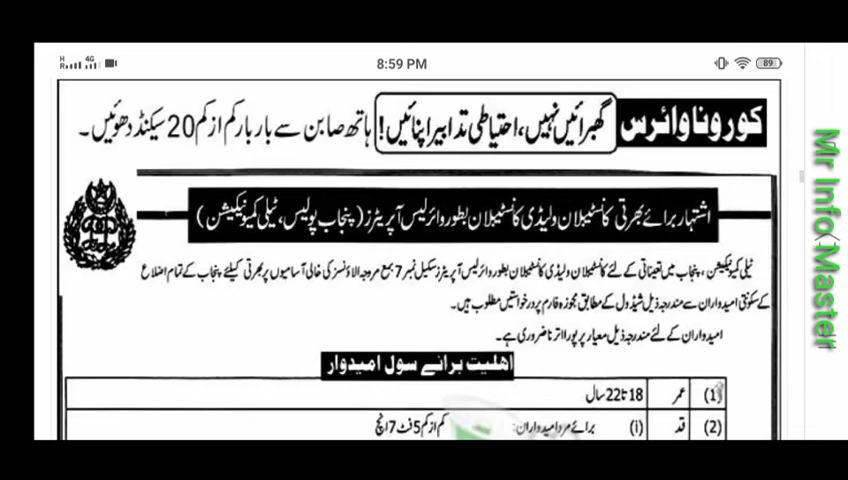 8:59 PM
4G
89
کورونا وائرس گھبرائیں نہیں، احتیاطی تدابیر اپنائیں! ہاتھ صابن سے بار بار کم از کم 20 سیکنڈ دھوئیں۔
اشتہار برائے بھرتی کانسٹیبلان ولیڈی کانسٹیبلان بطور وائرلیس آپریٹرز (پنجاب پولیس، ٹیلی کمیونیکیشن)
ٹیلی کمیونیکیشن، پنجاب میں تعیناتی کے لئے کانسٹیبلان ولیڈی کانسٹیبلان بطور وائرلیس آپریٹرز سکیل نمبر 7 بمع مروجہ الاؤنسز کی خالی آسامیوں پر بھرتی کیلئے پنجاب کے تمام اضلاع
کے سکونتی امیدواران سے مندرجہ ذیل شیڈول کے مطابق مجوزہ فارم پر درخواستیں مطلوب ہیں۔
امیدواران کے لئے مندرجہ ذیل معیار پر پورا اترنا ضروری ہے۔
اہلیت برائے سول امیدوار
(1) عمر 18 تا 22 سال
(2) قد (i) برائے مرد امیدواران: کم از کم 5 فٹ 7 انچ
Mr Info Master